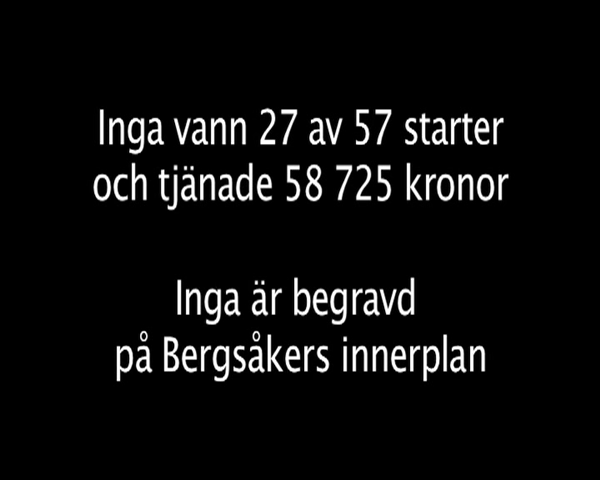 Inga vann 27 av 57 starter
och tjänade 58 725 kronor
Inga är begravd
på Bergsåkers innerplan